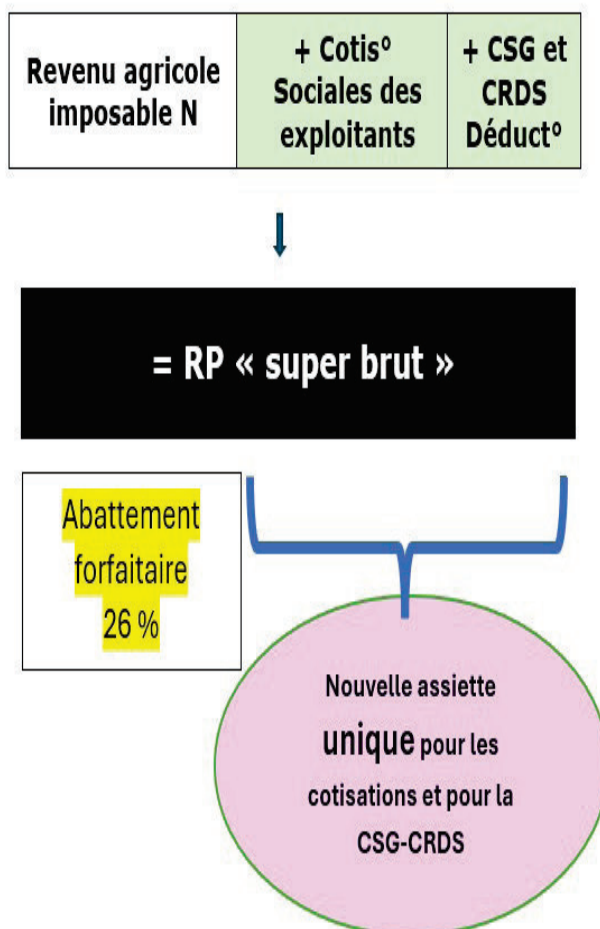 Revenu agricole
imposable N
+ Cotis°
Sociales des
exploitants
+ CSG et
CRDS
Déduct°
= RP « super brut »
Abattement
forfaitaire
26 %
Nouvelle assiette
unique pour les
cotisations et pour la
CSG-CRDS